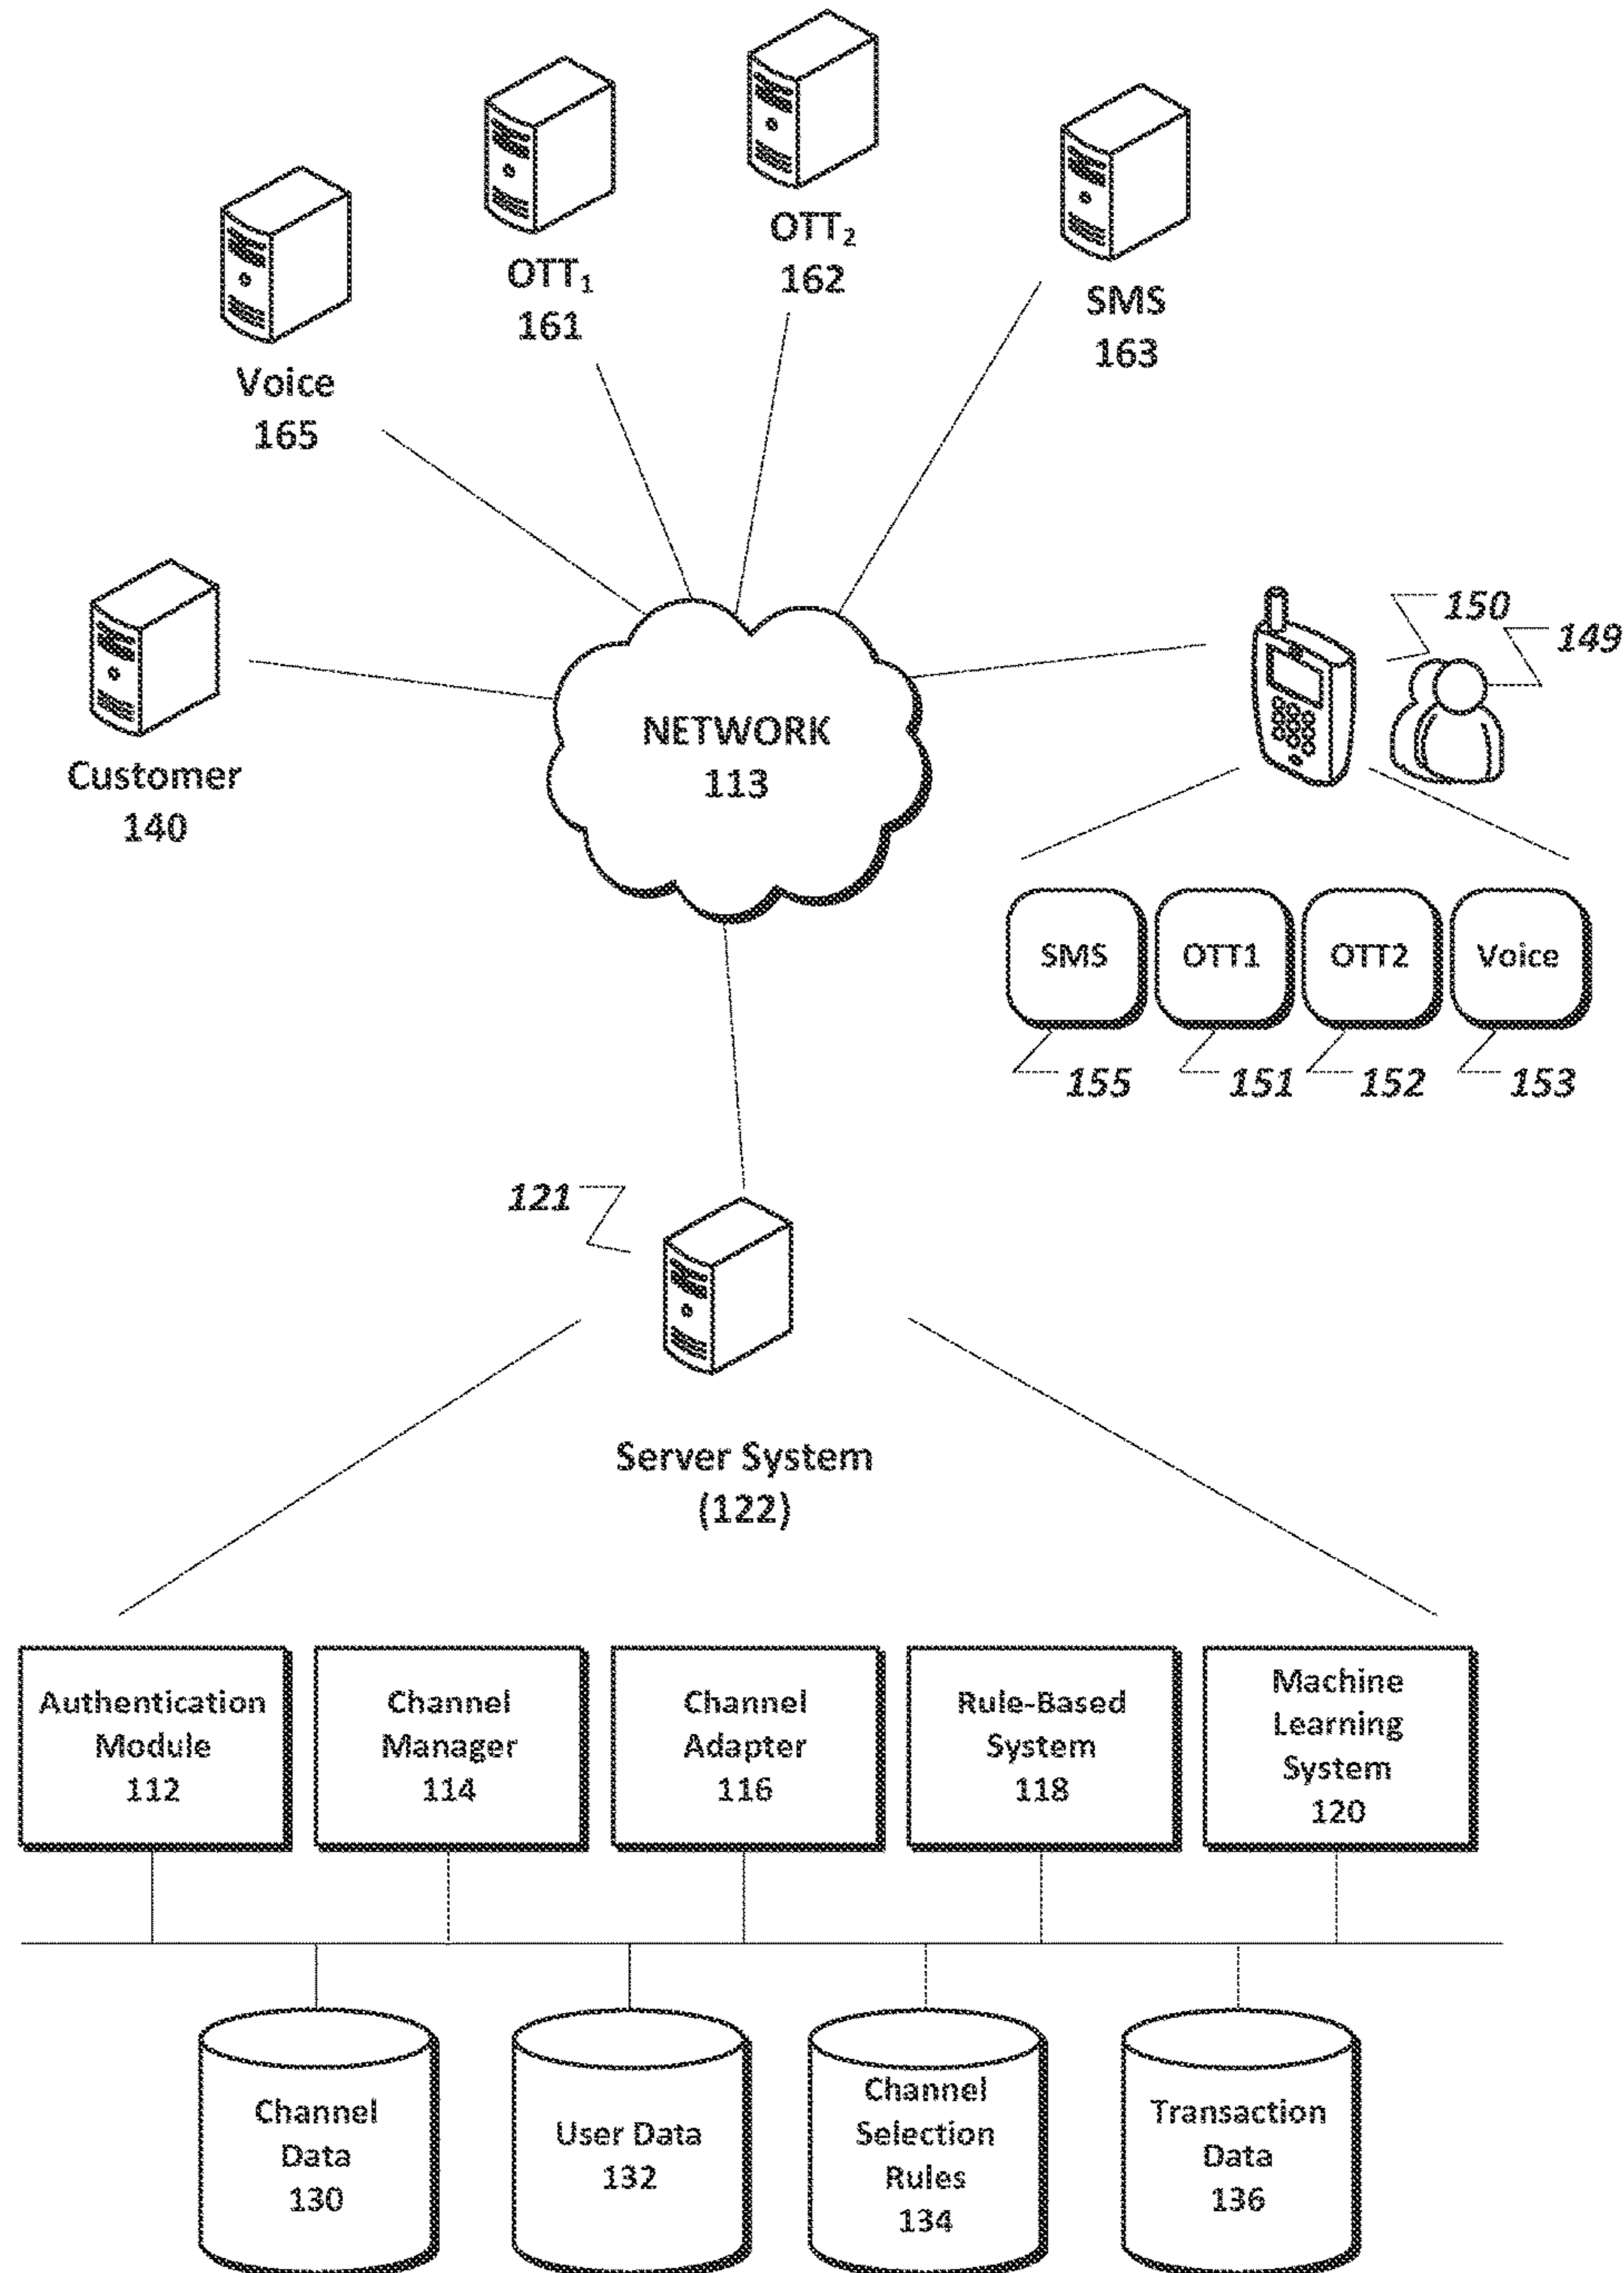 OTT₂
162
OTT₁
161
SMS
163
Voice
165
150
149
NETWORK
113
Customer
140
SMS
OTT1
OTT2
Voice
155
151
152
153
121
Server System
(122)
Authentication
Module
112
Channel
Manager
114
Channel
Adapter
116
Rule-Based
System
118
Machine
Learning
System
120
Channel
Data
130
User Data
132
Channel
Selection
Rules
134
Transaction
Data
136